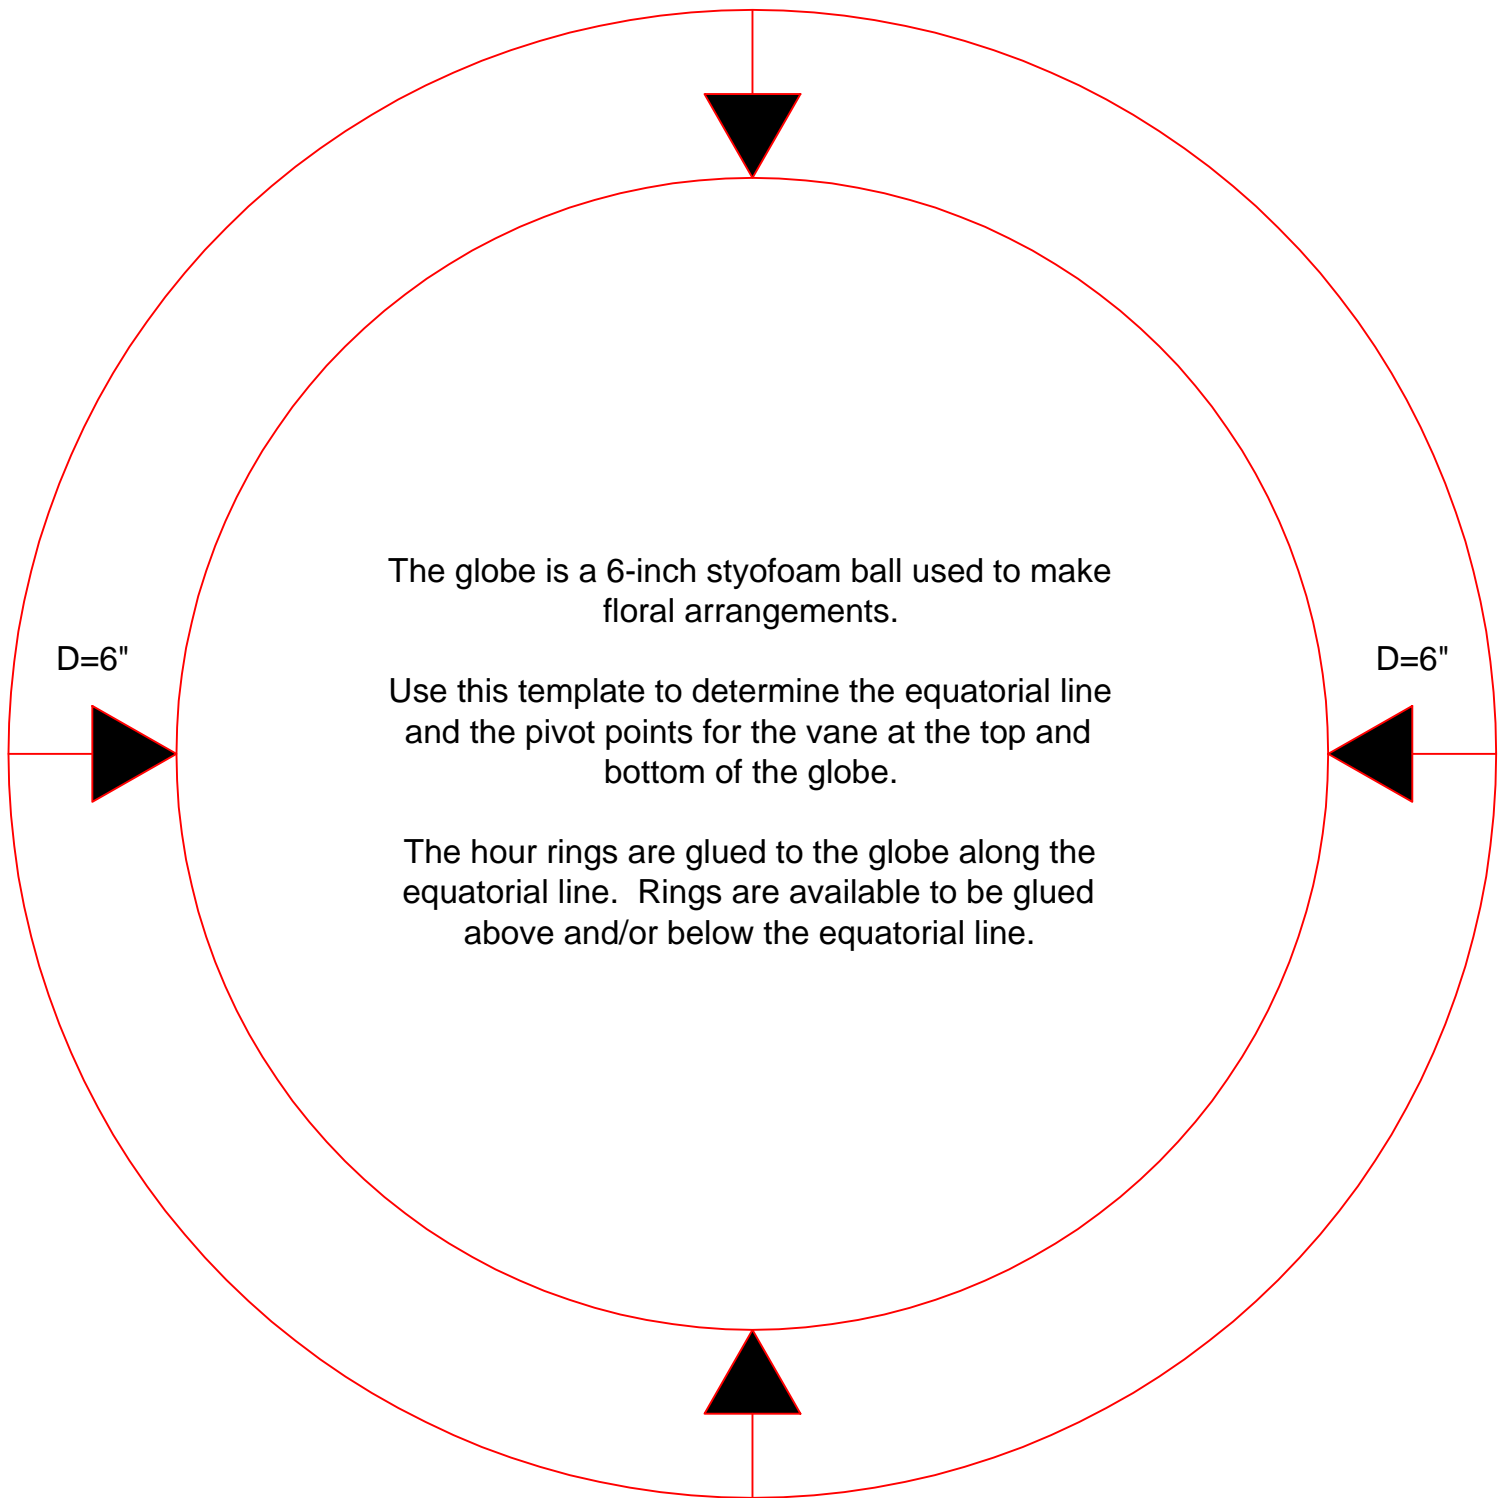 The globe is a 6-inch styofoam ball used to make
floral arrangements.
D=6"
D=6"
Use this template to determine the equatorial line
and the pivot points for the vane at the top and
bottom of the globe.
The hour rings are glued to the globe along the
equatorial line.  Rings are available to be glued
above and/or below the equatorial line.